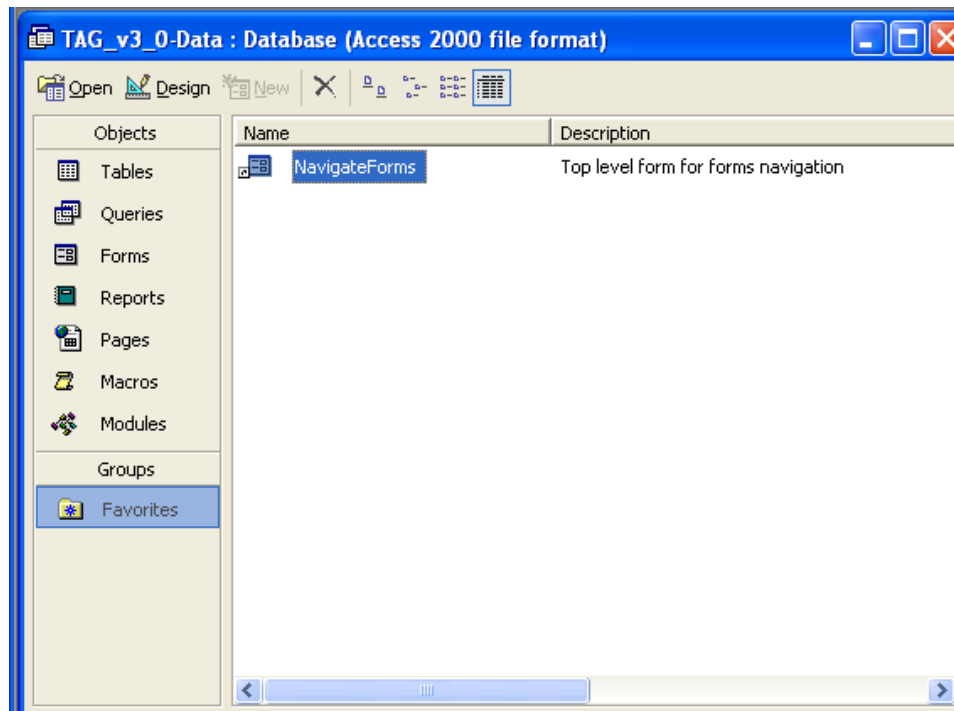 TAG_v3_0-Data : Database (Access 2000 file format)
Open Design New
Objects
Name Description
Tables
NavigateForms Top level form for forms navigation
Queries
Forms
Reports
Pages
Macros
Modules
Groups
Favorites